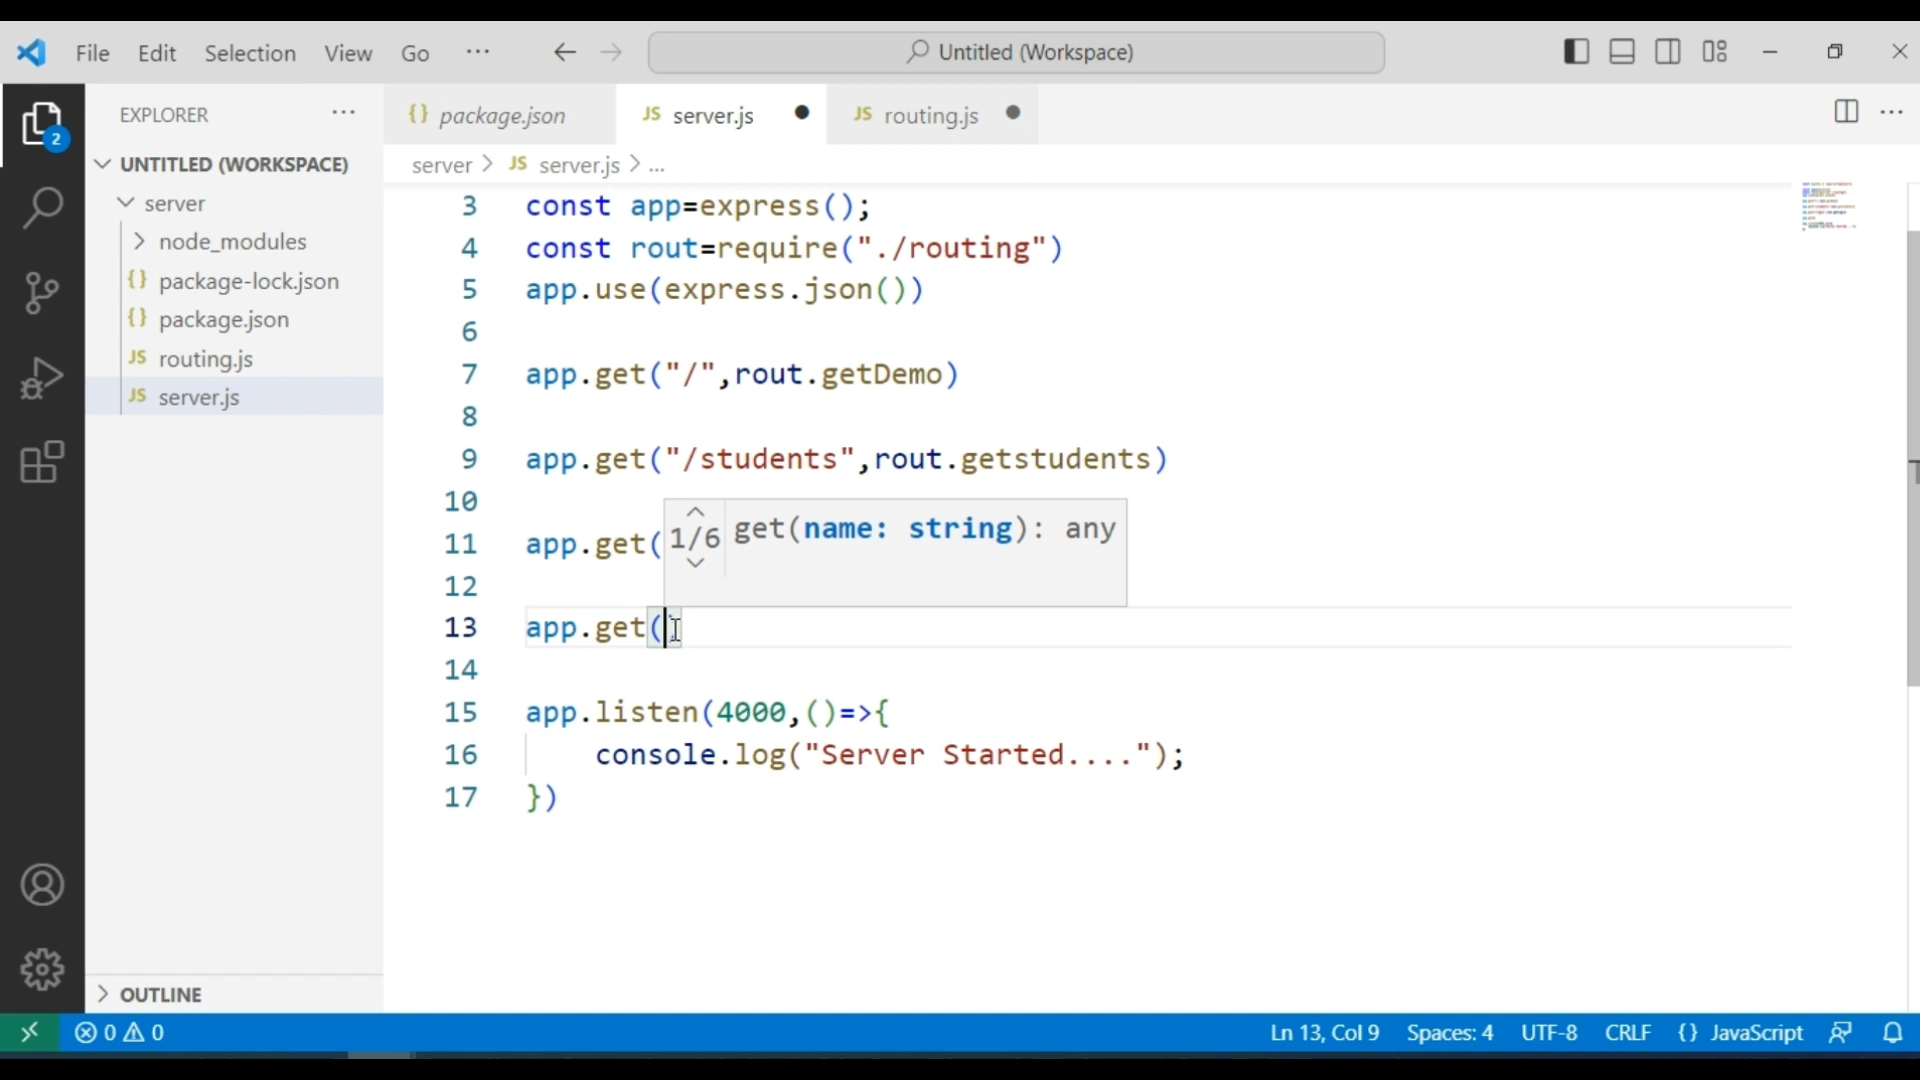 File Edit Selection View Go ... Untitled (Workspace)
EXPLORER ...
2
UNTITLED (WORKSPACE)
server
node_modules
{} package-lock.json
{} package.json
JS routing.js
JS server.js
OUTLINE
{} package.json JS server.js JS routing.js ...
server > JS server.js > ...
3 const app=express();
4 const rout=require("./routing")
5 app.use(express.json())
6
7 app.get("/",rout.getDemo)
8
9 app.get("/students",rout.getstudents)
10
1/6 get(name: string): any
11 app.get(
12
13 app.get()
14
15 app.listen(4000,()=>{
16 console.log("Server Started....");
17 })
0 0 Ln 13, Col 9 Spaces: 4 UTF-8 CRLF {} JavaScript